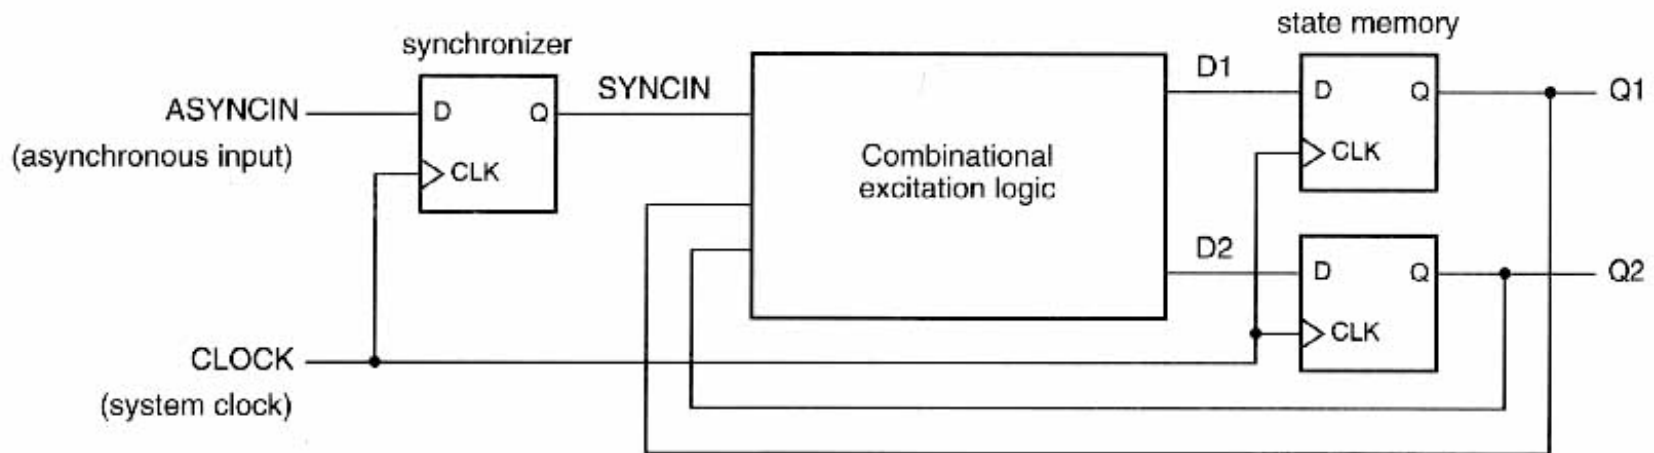 synchronizer
state memory
ASYNCIN
(asynchronous input)
D
Q
CLK
SYNCIN
Combinational
excitation logic
D1
D
Q
CLK
Q1
D2
D
Q
CLK
Q2
CLOCK
(system clock)